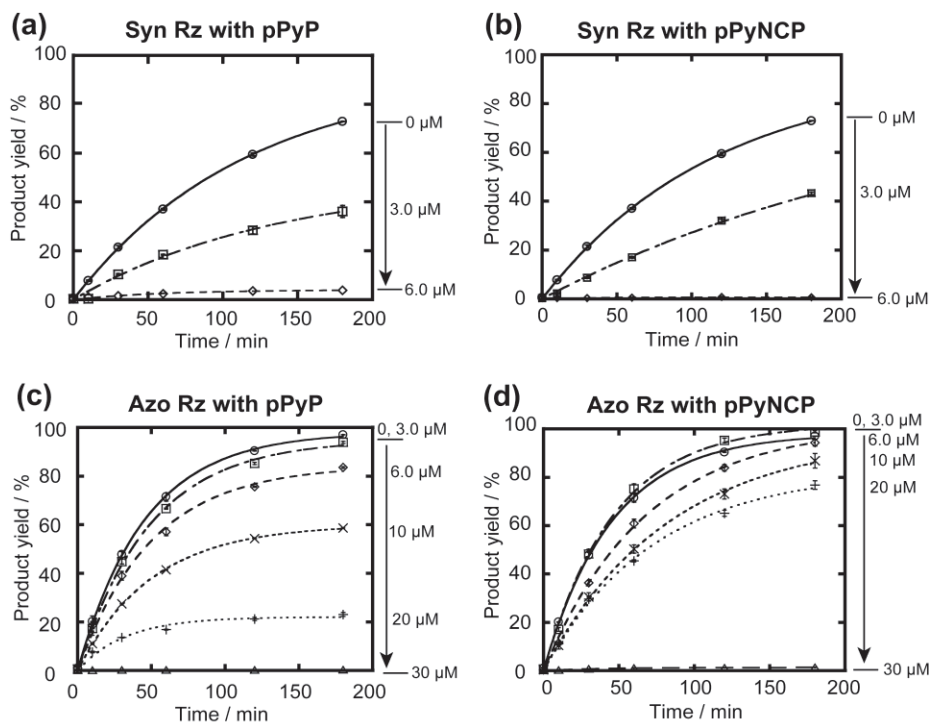 (a)
Syn Rz with pPyP
Product yield / %
100
80
60
40
20
0
0 50 100 150 200
Time / min
0 µM
3.0 µM
6.0 µM
(b)
Syn Rz with pPyNCP
Product yield / %
100
80
60
40
20
0
0 50 100 150 200
Time / min
0 µM
3.0 µM
6.0 µM
(c)
Azo Rz with pPyP
Product yield / %
100
80
60
40
20
0
0 50 100 150 200
Time / min
0, 3.0 µM
6.0 µM
10 µM
20 µM
30 µM
(d)
Azo Rz with pPyNCP
Product yield / %
100
80
60
40
20
0
0 50 100 150 200
Time / min
0, 3.0 µM
6.0 µM
10 µM
20 µM
30 µM